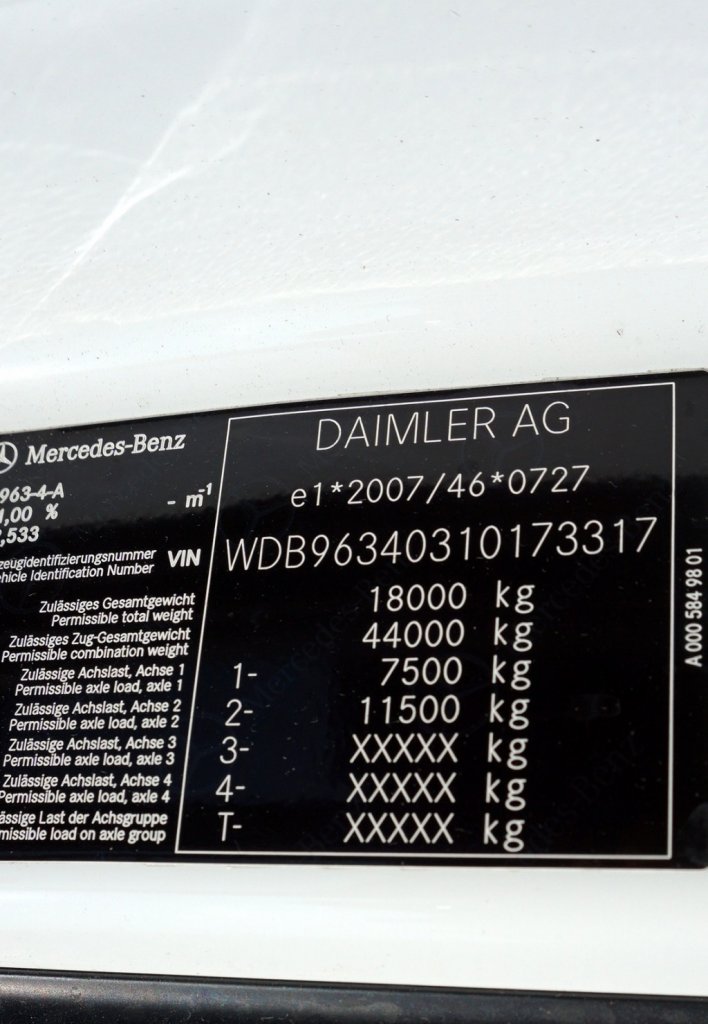 Mercedes-Benz
963-4-A
- m-1
1,00 %
,533
DAIMLER AG
e1*2007/46*0727
zeugidentifizierungsnummer VIN
hicle Identification Number
WDB96340310173317
Zulässiges Gesamtgewicht
Permissible total weight
18000 kg
Zulässiges Zug-Gesamtgewicht
Permissible combination weight
44000 kg
Zulässige Achslast, Achse 1
Permissible axle load, axle 1
1- 7500 kg
Zulässige Achslast, Achse 2
Permissible axle load, axle 2
2- 11500 kg
Zulässige Achslast, Achse 3
Permissible axle load, axle 3
3- XXXXX kg
Zulässige Achslast, Achse 4
Permissible axle load, axle 4
4- XXXXX kg
ässige Last der Achsgruppe
missible load on axle group
T- XXXXX kg
A 000 584 98 01